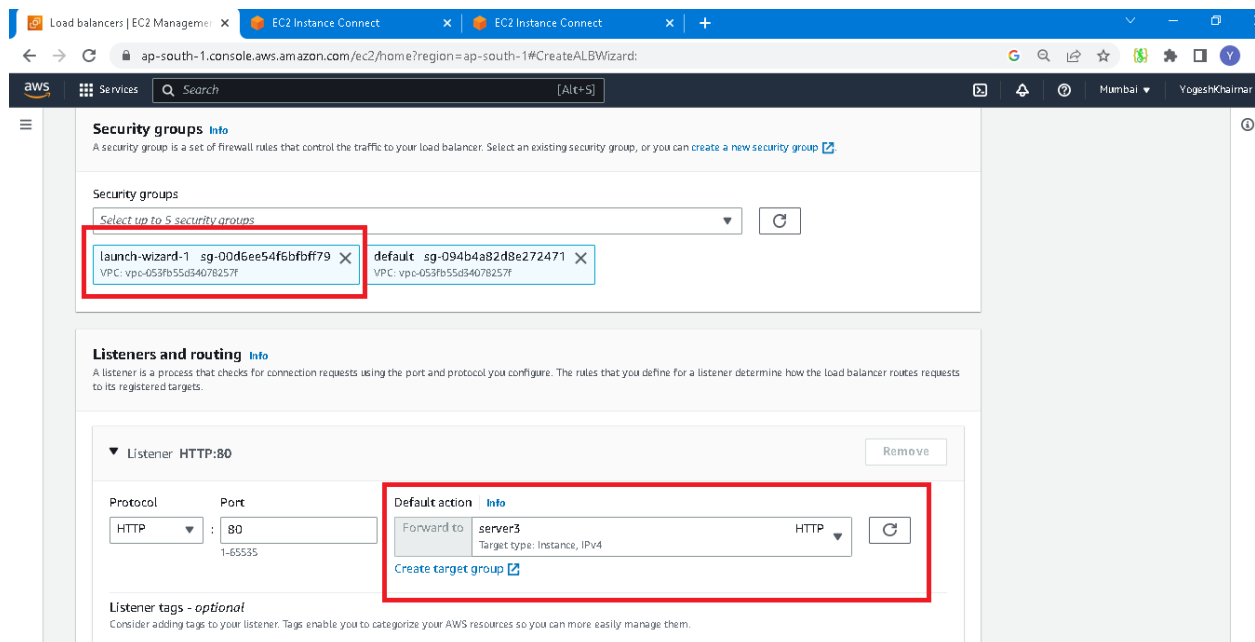 Load balancers | EC2 Managemer
EC2 Instance Connect
EC2 Instance Connect
ap-south-1.console.aws.amazon.com/ec2/home?region=ap-south-1#CreateALBWizard:
G
Y
aws
Services
Search
[Alt+S]
Mumbai
YogeshKhairnar
Security groups Info
A security group is a set of firewall rules that control the traffic to your load balancer. Select an existing security group, or you can create a new security group.
Security groups
Select up to 5 security groups
launch-wizard-1 sg-00d6ee54f6bfbff79
VPC: vpc-053fb55d34078257f
default sg-094b4a82d8e272471
VPC: vpc-053fb55d34078257f
Listeners and routing Info
A listener is a process that checks for connection requests using the port and protocol you configure. The rules that you define for a listener determine how the load balancer routes requests
to its registered targets.
Listener HTTP:80
Remove
Protocol
Port
Default action
Info
HTTP
:
80
1-65535
Forward to
server3
Target type: Instance, IPv4
HTTP
Create target group
Listener tags - optional
Consider adding tags to your listener. Tags enable you to categorize your AWS resources so you can more easily manage them.